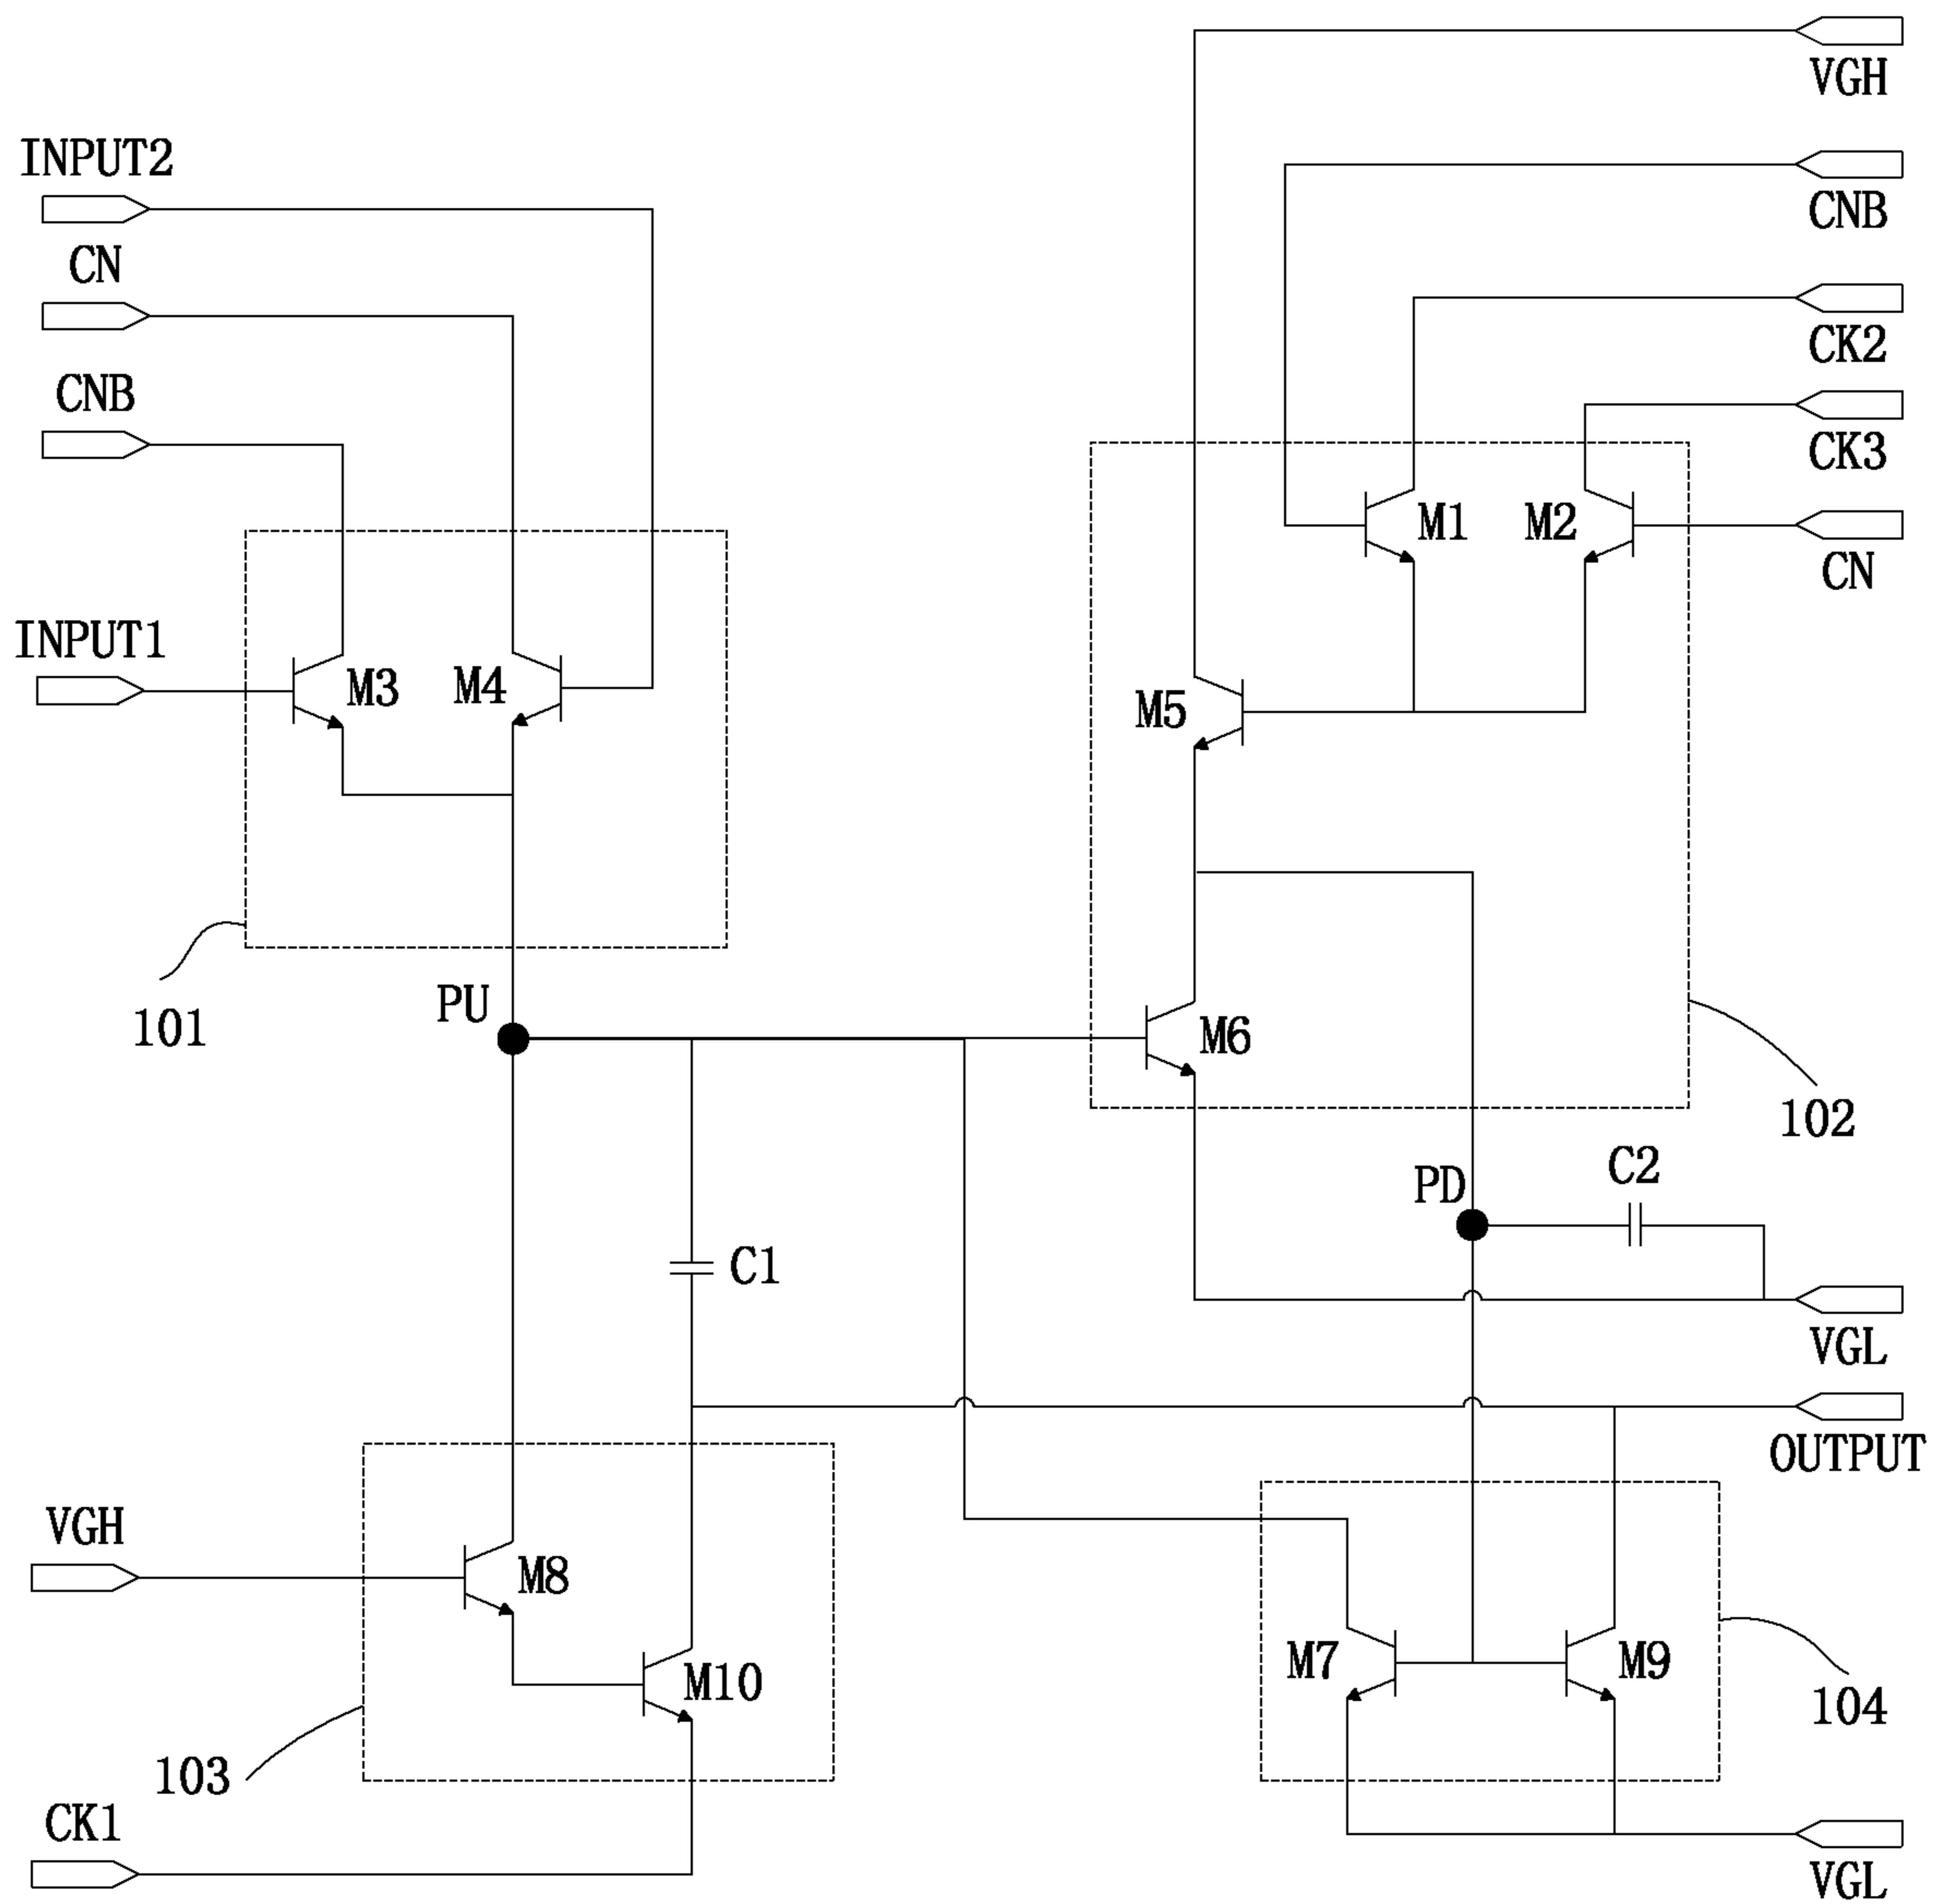 VGH
INPUT2
CNB
CN
CK2
CNB
CK3
M1
M2
CN
INPUT1
M3
M4
M5
PU
101
M6
102
C2
PD
C1
VGL
OUTPUT
VGH
M8
M7
M9
M10
104
103
CK1
VGL